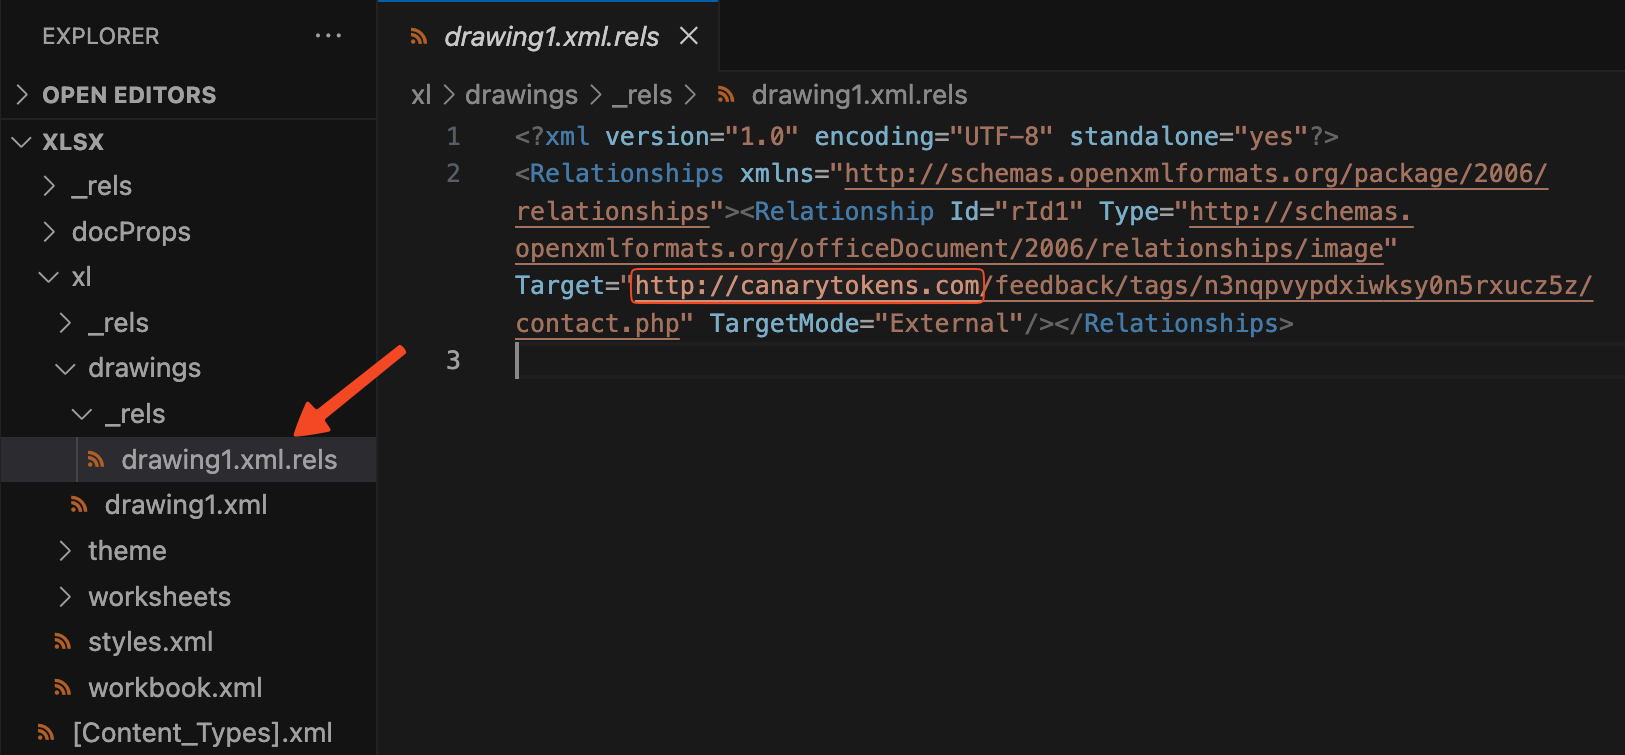 EXPLORER
···
OPEN EDITORS
XLSX
_rels
docProps
xl
_rels
drawings
_rels
drawing1.xml.rels
drawing1.xml
theme
worksheets
styles.xml
workbook.xml
[Content_Types].xml
drawing1.xml.rels
xl > drawings > _rels > drawing1.xml.rels
1 <?xml version="1.0" encoding="UTF-8" standalone="yes"?>
2 <Relationships xmlns="http://schemas.openxmlformats.org/package/2006/
relationships"><Relationship Id="rId1" Type="http://schemas.
openxmlformats.org/officeDocument/2006/relationships/image"
Target="http://canarytokens.com/feedback/tags/n3nqpvypdxiwksy0n5rxucz5z/
contact.php" TargetMode="External"/></Relationships>
3